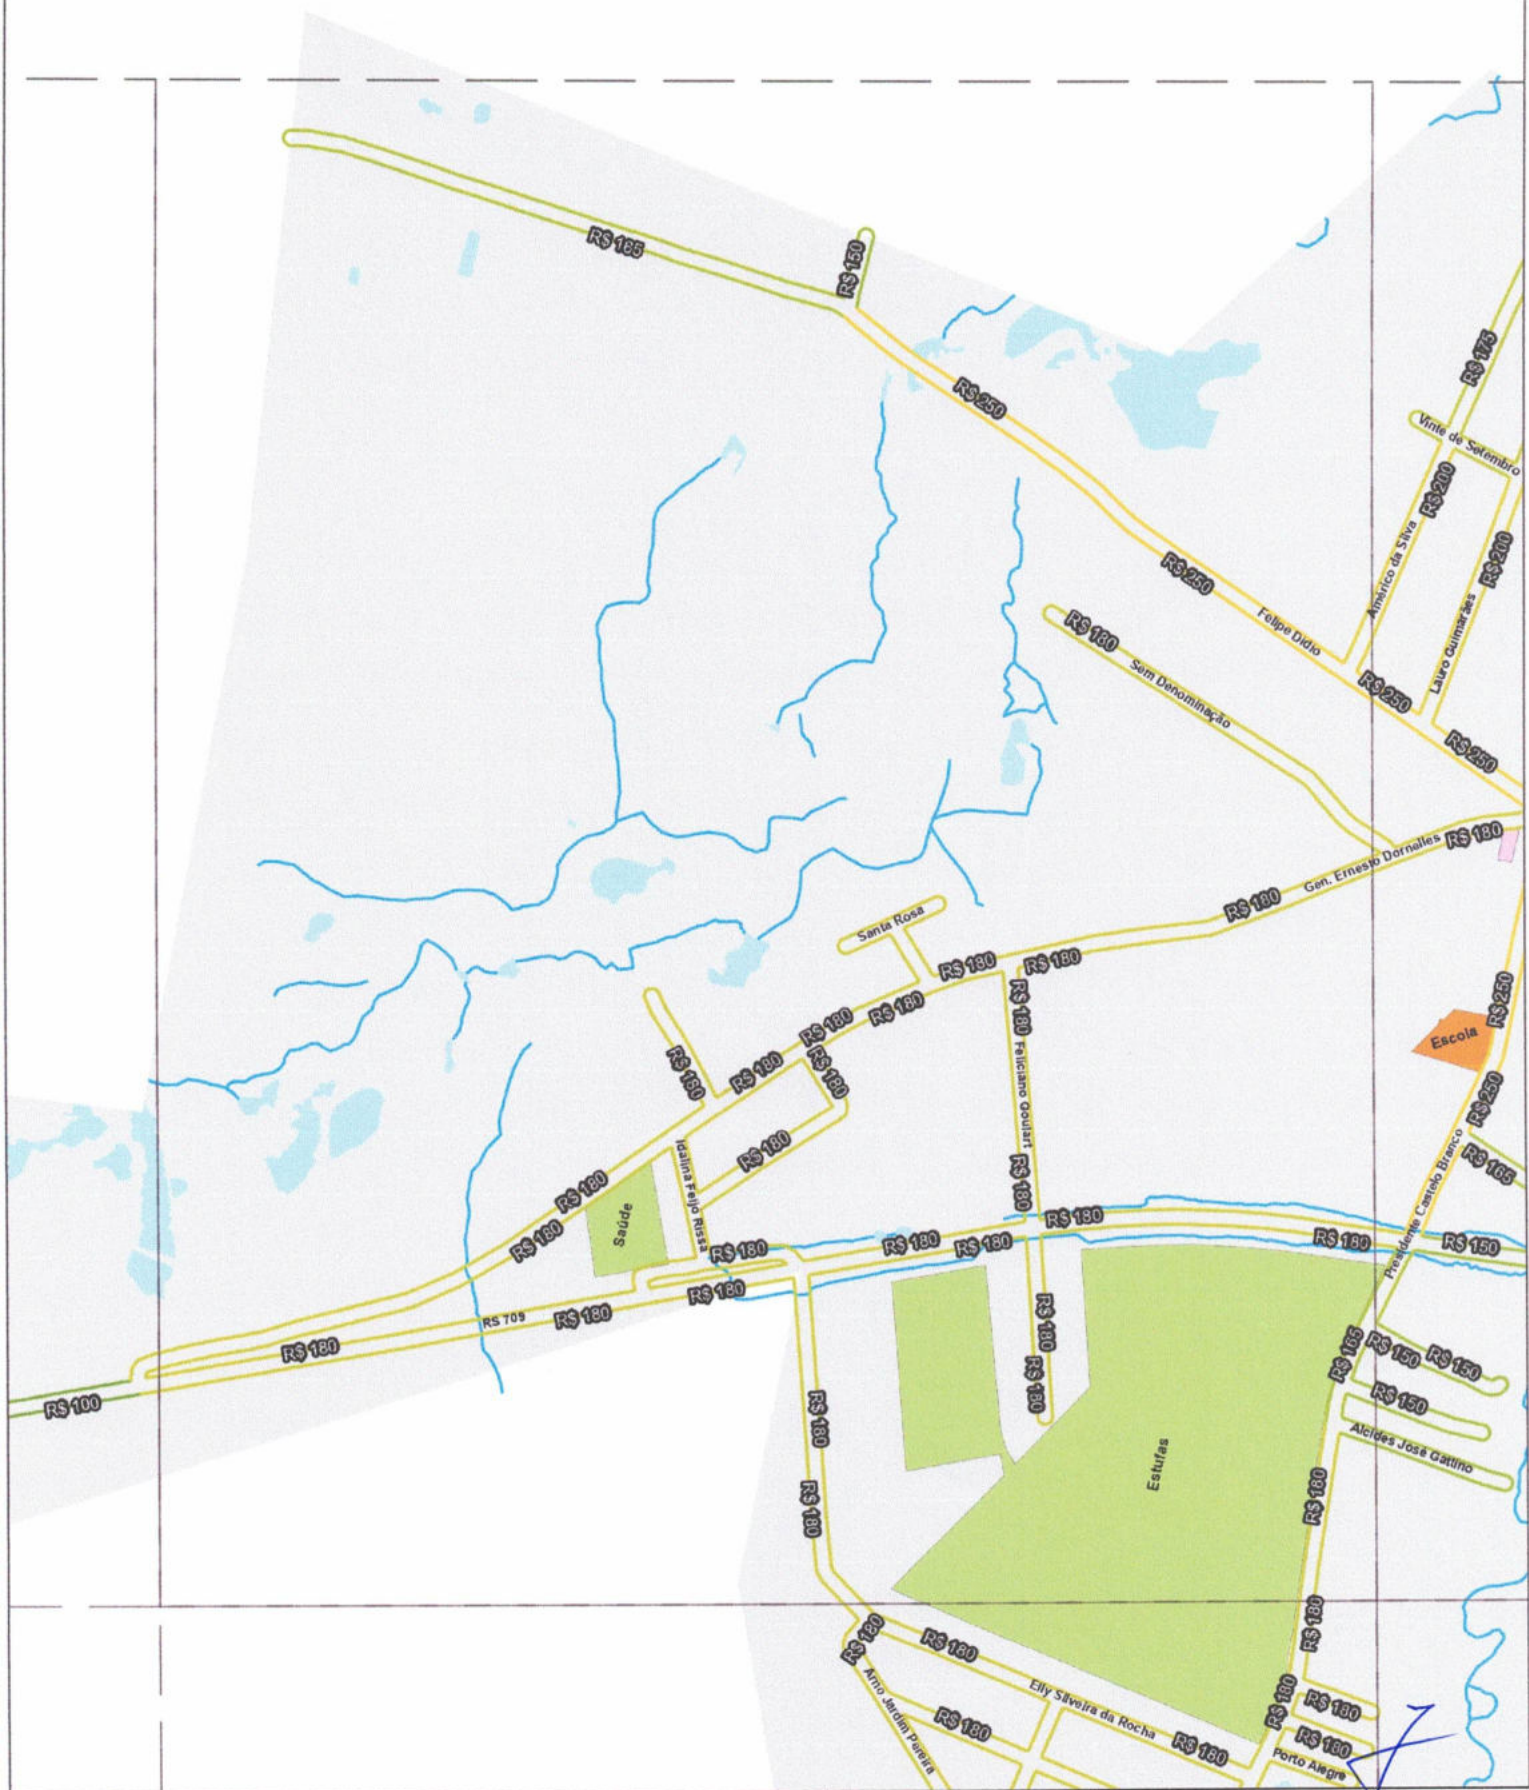 R$ 165
R$ 150
R$ 250
R$ 175
Vinte de Setembro
R$ 200
Américo da Silva
R$ 200
Lauro Guimarães
R$ 250
Felipe Didio
R$ 180
Sem Denominação
R$ 250
R$ 250
R$ 180
Gen. Ernesto Dornelles
R$ 180
Santa Rosa
R$ 180
R$ 180
R$ 180
R$ 180
R$ 180
R$ 180
R$ 180
R$ 180
R$ 180
Feliciano Goulart
R$ 180
R$ 250
Escola
R$ 250
R$ 165
Presidente Castelo Branco
Idalina Feijo Rissa
R$ 180
R$ 180
Saúde
R$ 180
R$ 180
R$ 180
R$ 180
R$ 180
R$ 180
R$ 150
R$ 180
R$ 180
RS 709
R$ 180
R$ 100
R$ 180
R$ 180
R$ 165
R$ 150
R$ 150
R$ 150
Alcides José Gattino
R$ 180
R$ 180
Estufas
R$ 180
R$ 180
R$ 180
R$ 180
Elly Silveira da Rocha
Arno Jardim Pereira
R$ 180
R$ 180
R$ 180
R$ 180
R$ 180
Porto Alegre